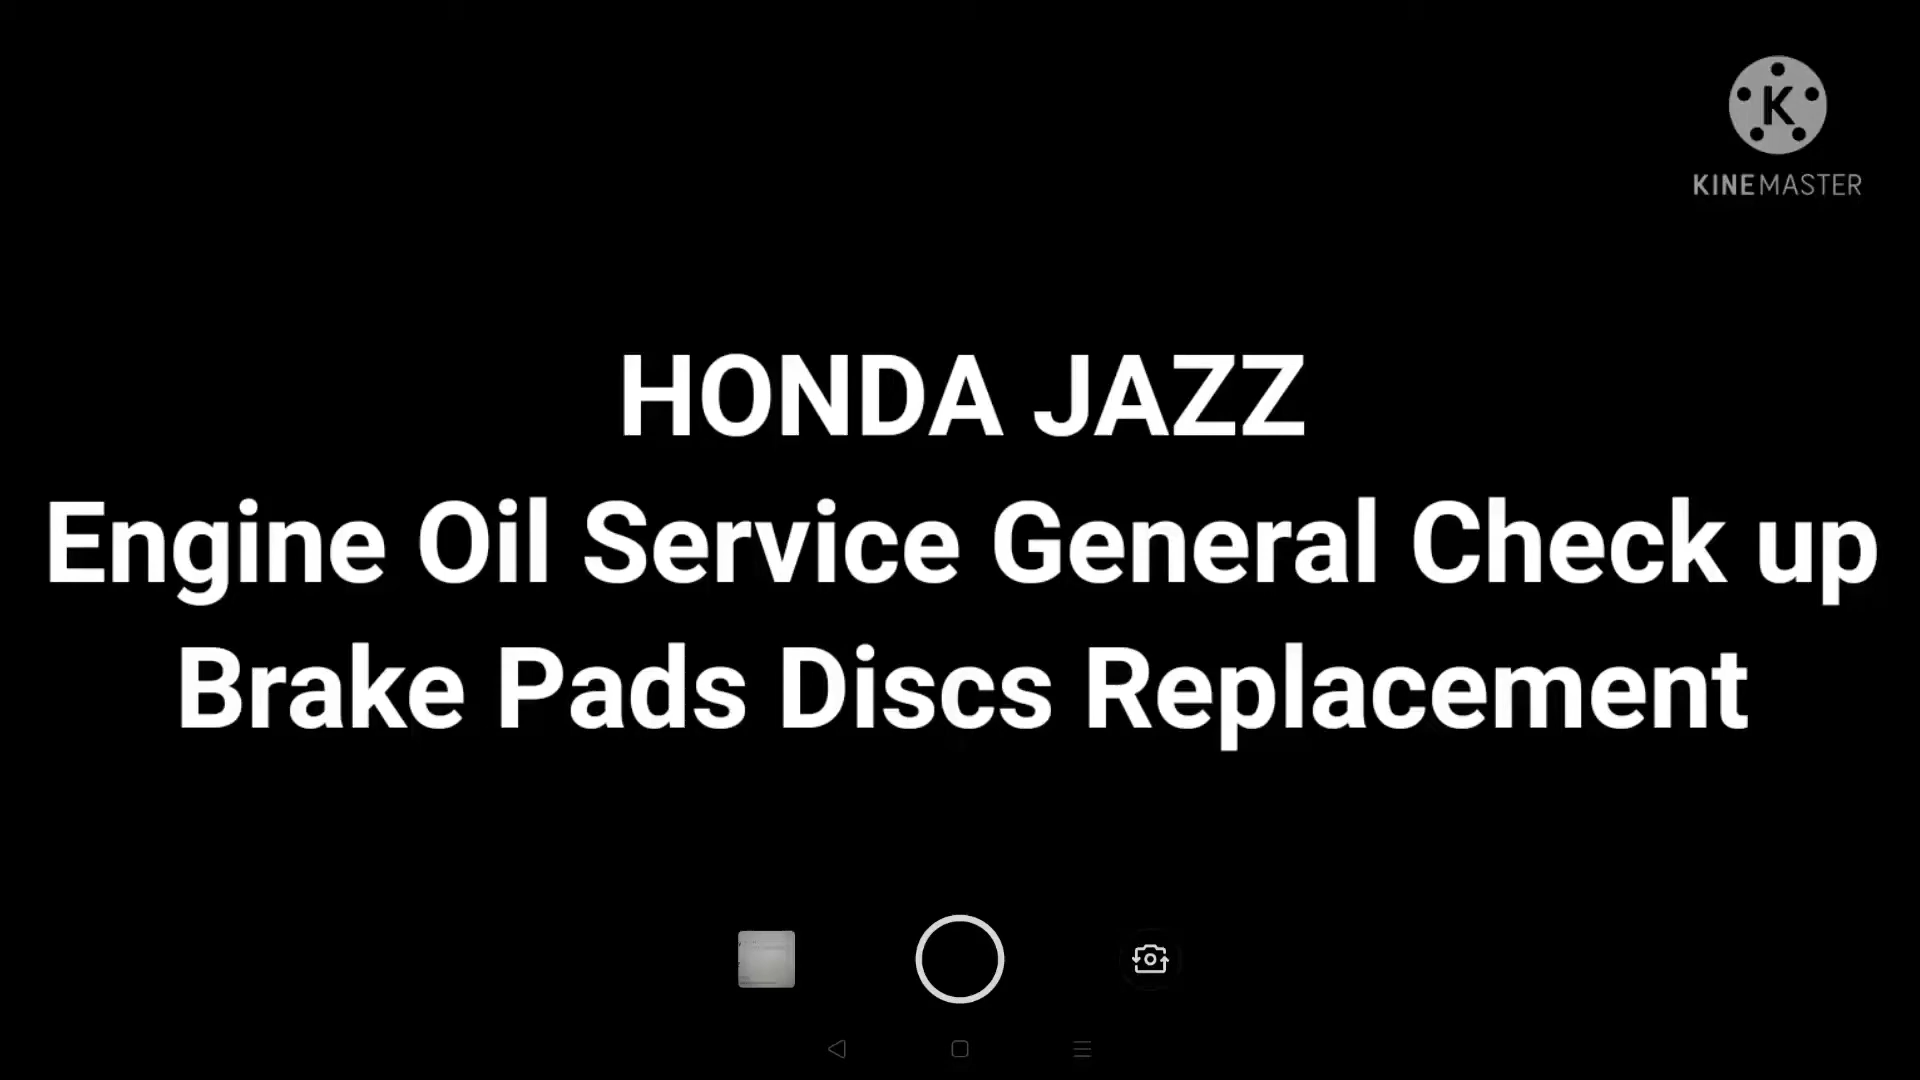 KINEMASTER
HONDA JAZZ
Engine Oil Service General Check up
Brake Pads Discs Replacement